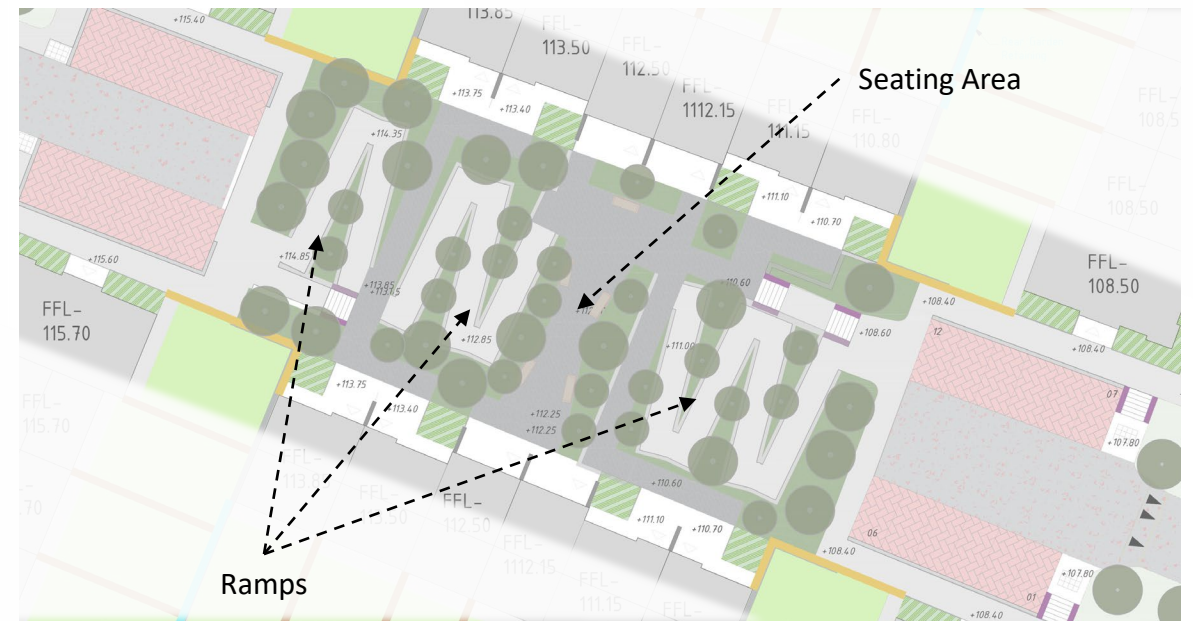 113.85
+115.40
FFL-
113.50
FFL-
112.50
Seating Area
FFL-
1112.15
FFL-
111.15
FFL-
110.80
FFL-
108.5
+113.75
+113.40
+114.35
FFL-
108.50
+111.10
+110.70
+114.85
+115.60
+113.85
+113.45
+110.60
FFL-
108.50
FFL-
115.70
+108.40
+108.60
+112.85
+111.00
12
+108.40
+113.75
+113.40
07
FFL-
115.70
+112.25
+112.25
+107.80
FFL-
113.85
FFL-
113.50
FFL-
112.50
+110.60
.70
+111.10
+110.70
06
+108.40
FFL-
1112.15
Ramps
FFL-
111.15
FFL-
+107.80
01
+108.40